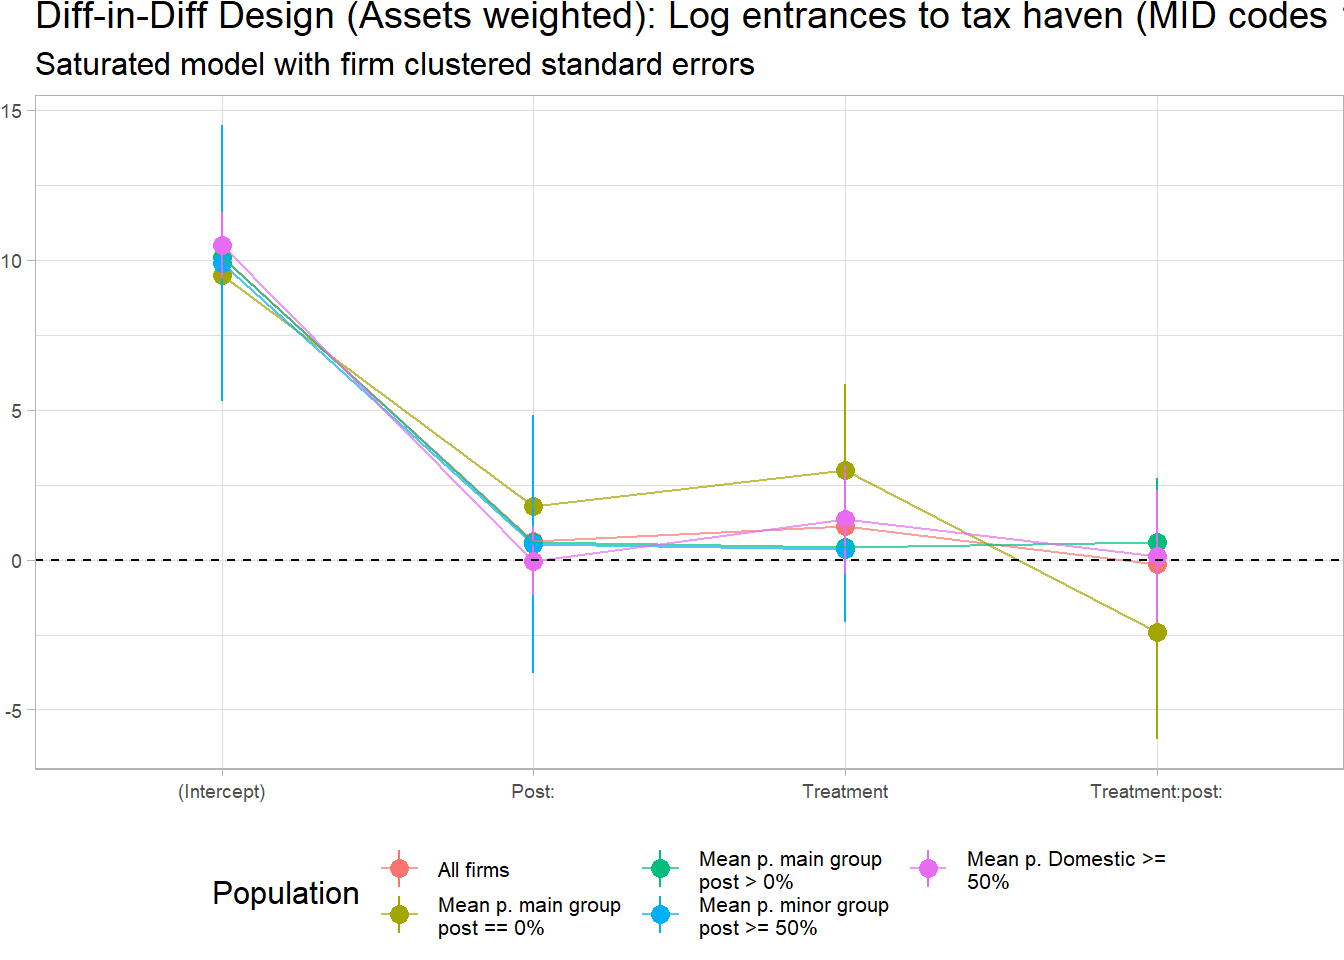 Diff-in-Diff Design (Assets weighted): Log entrances to tax haven (MID codes
Saturated model with firm clustered standard errors
15
10
5
0
-5
(Intercept)
Post:
Treatment
Treatment:post:
Population
All firms
Mean p. main group
post == 0%
Mean p. main group
post > 0%
Mean p. minor group
post >= 50%
Mean p. Domestic >=
50%